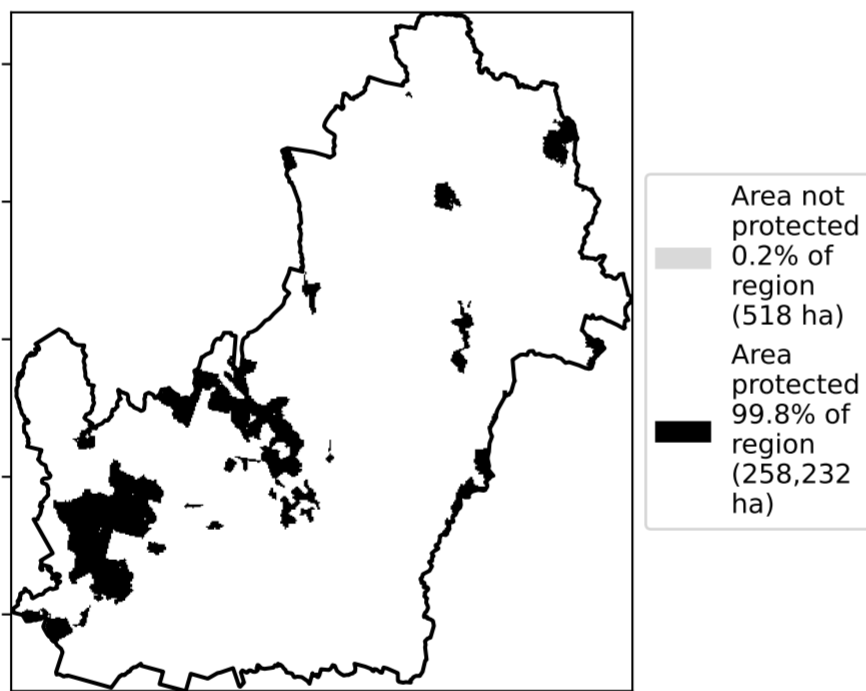 Area not
protected
0.2% of
region
(518 ha)
Area
protected
99.8% of
region
(258,232
ha)